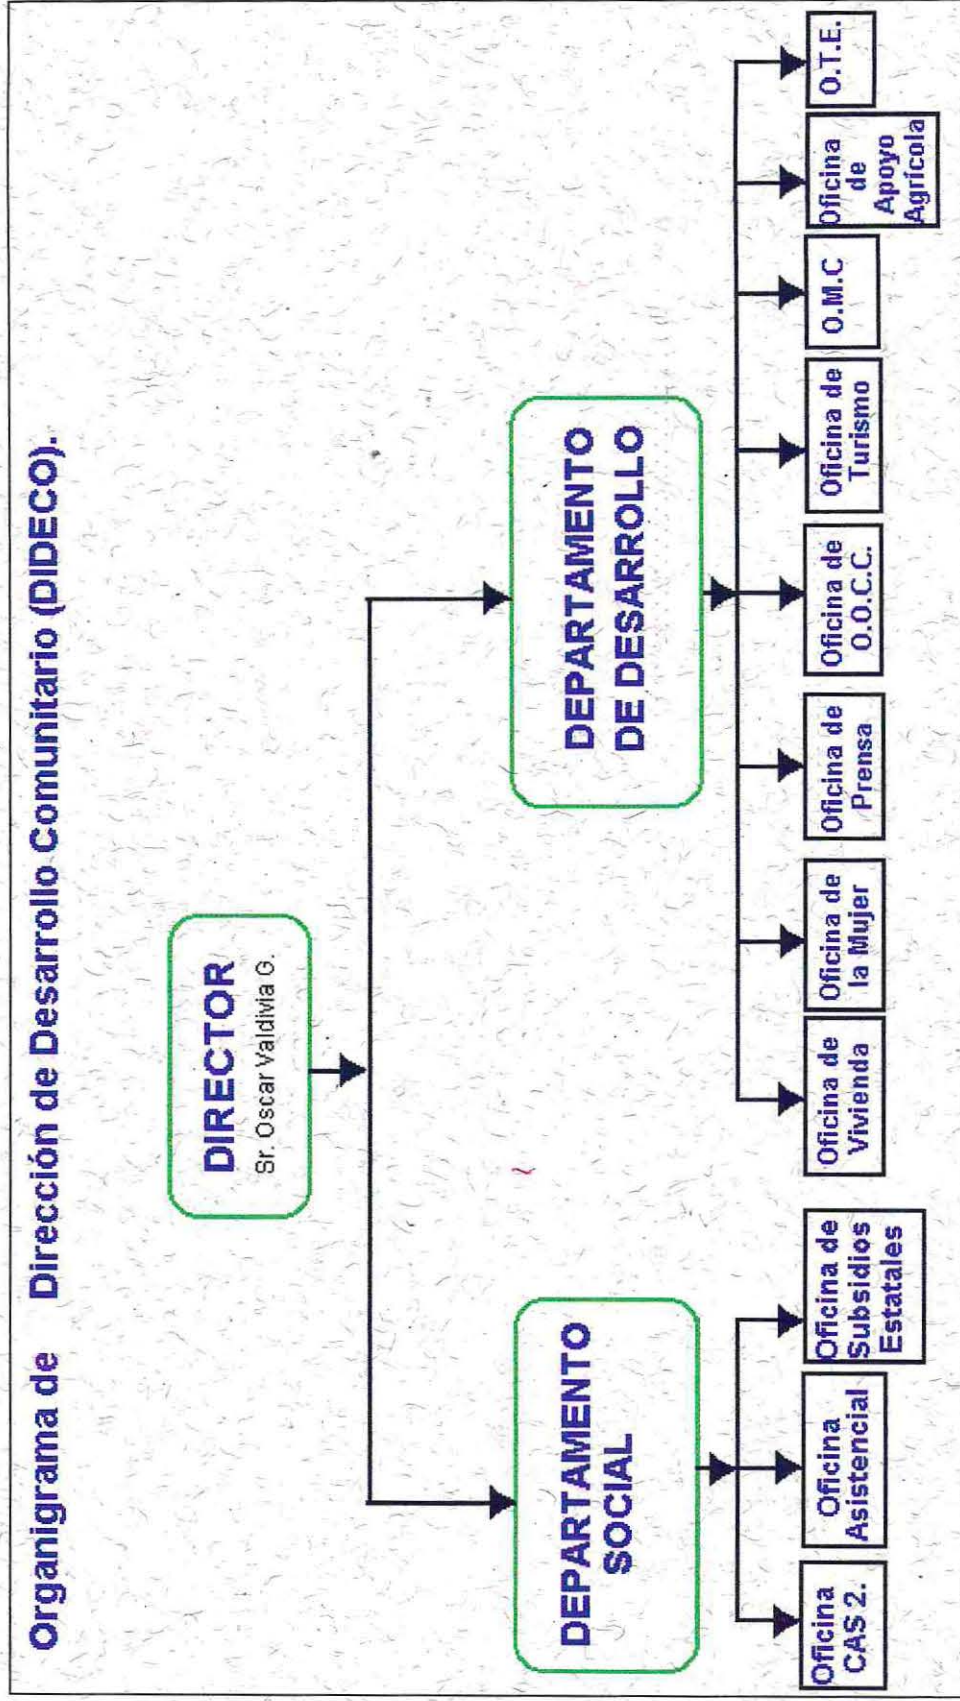 Organigrama de Dirección de Desarrollo Comunitario (DIDECO).
DIRECTOR
Sr. Oscar Valdivia G.
DEPARTAMENTO
SOCIAL
DEPARTAMENTO
DE DESARROLLO
Oficina
CAS 2.
Oficina
Asistencial
Oficina de
Subsidios
Estatales
Oficina de
Vivienda
Oficina de
la Mujer
Oficina de
Prensa
Oficina de
O.O.C.C.
Oficina de
Turismo
O.M.C
Oficina
de
Apoyo
Agrícola
O.T.E.